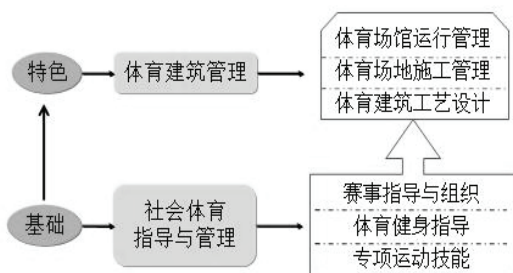 特色
体育建筑管理
体育场馆运行管理
体育场地施工管理
体育建筑工艺设计
基础
社会体育
指导与管理
赛事指导与组织
体育健身指导
专项运动技能